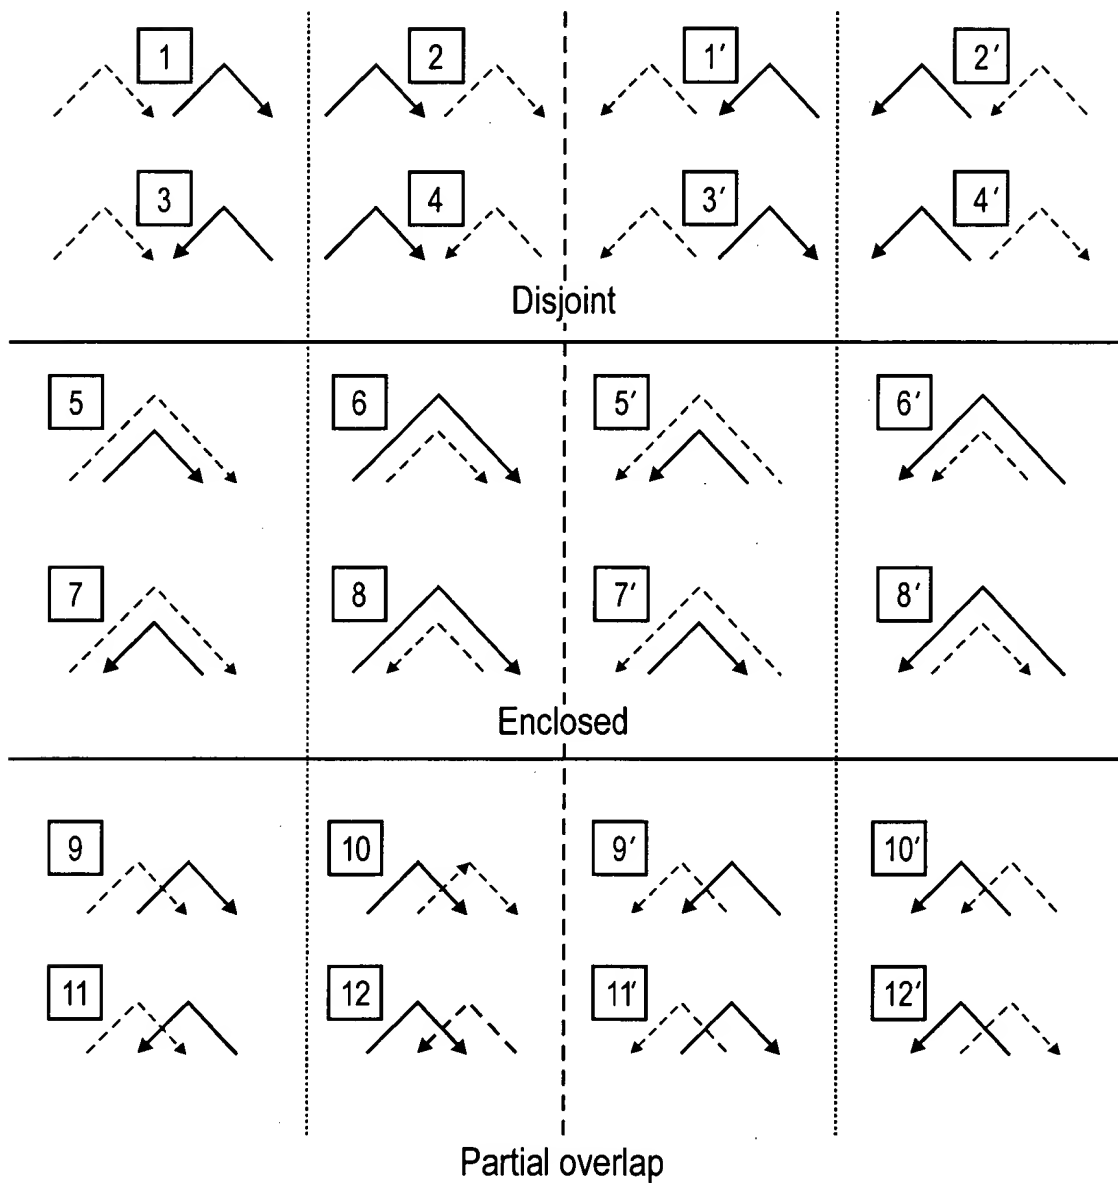 1 2 1′ 2′
3 4 3′ 4′
Disjoint
5 6 5′ 6′
7 8 7′ 8′
Enclosed
9 10 9′ 10′
11 12 11′ 12′
Partial overlap